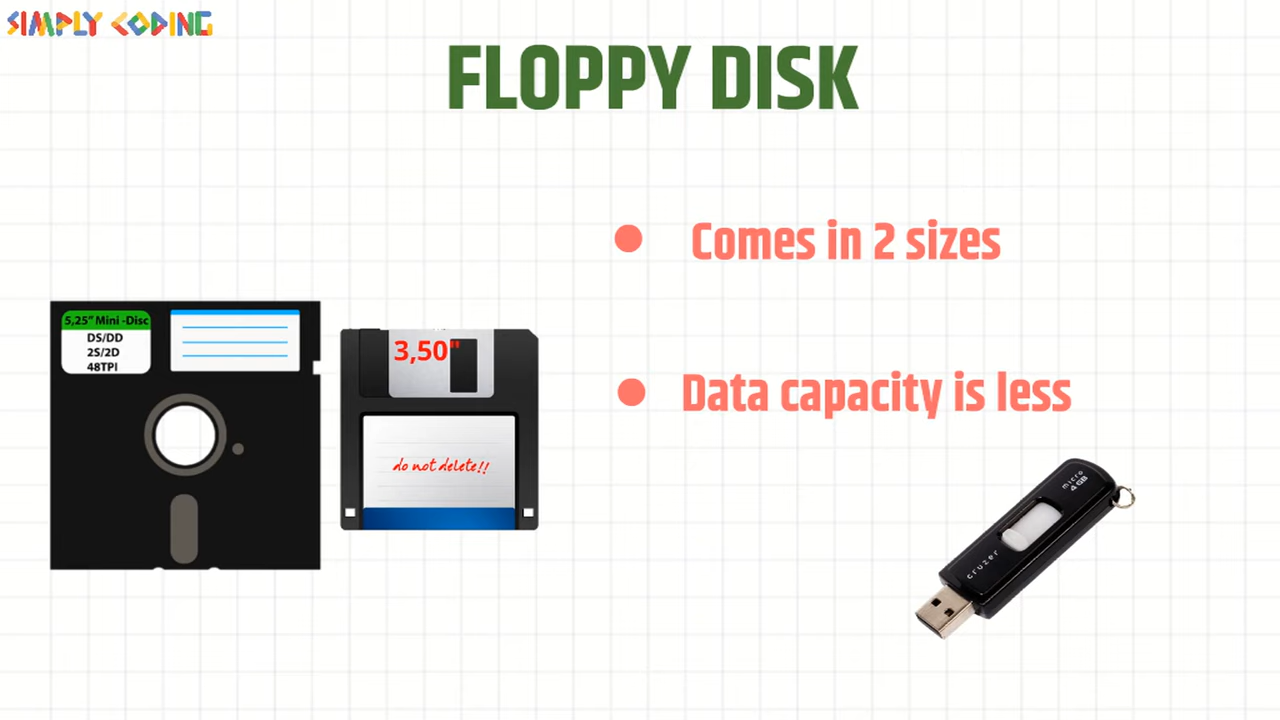 SIMPLY CODING
FLOPPY DISK
Comes in 2 sizes
Data capacity is less
5,25" Mini -Disc
DS/DD
2S/2D
48TPI
3,50"
do not delete!!
micro
4 GB
cruzer